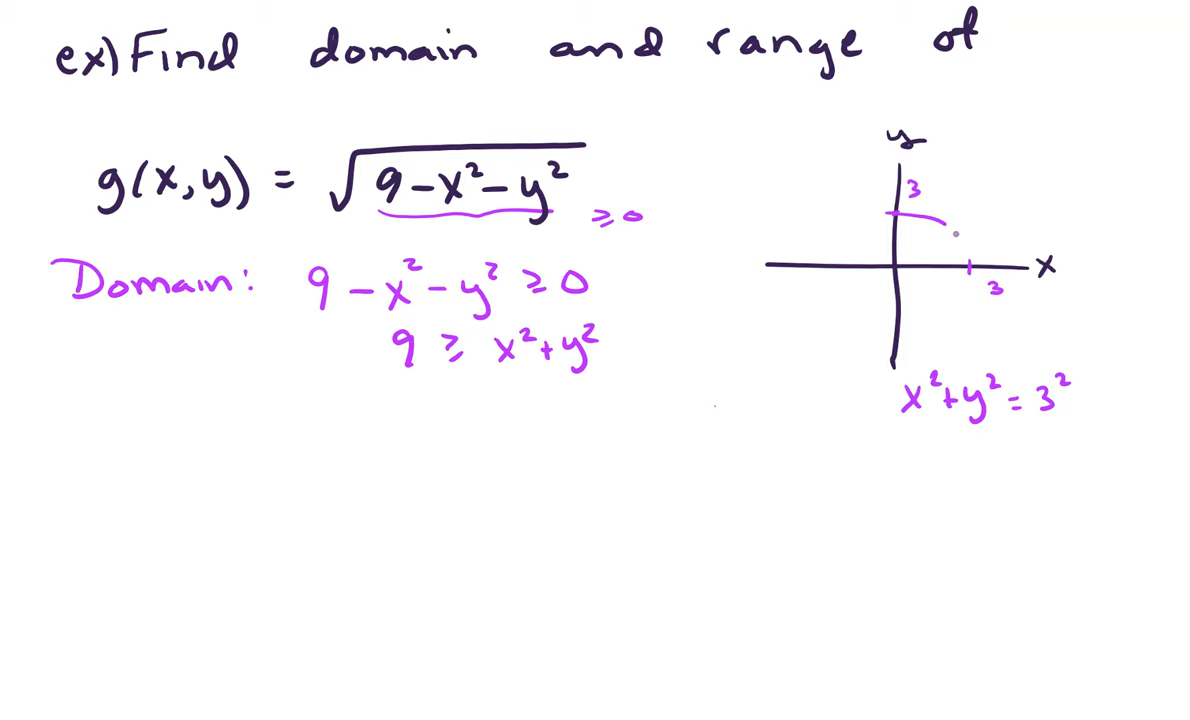 ex) Find domain and range of
g(x,y) = √(9-x²-y²) ≥0
Domain: 9-x²-y² ≥0
9 ≥ x²+y²
y
3
x
3
x²+y² = 3²